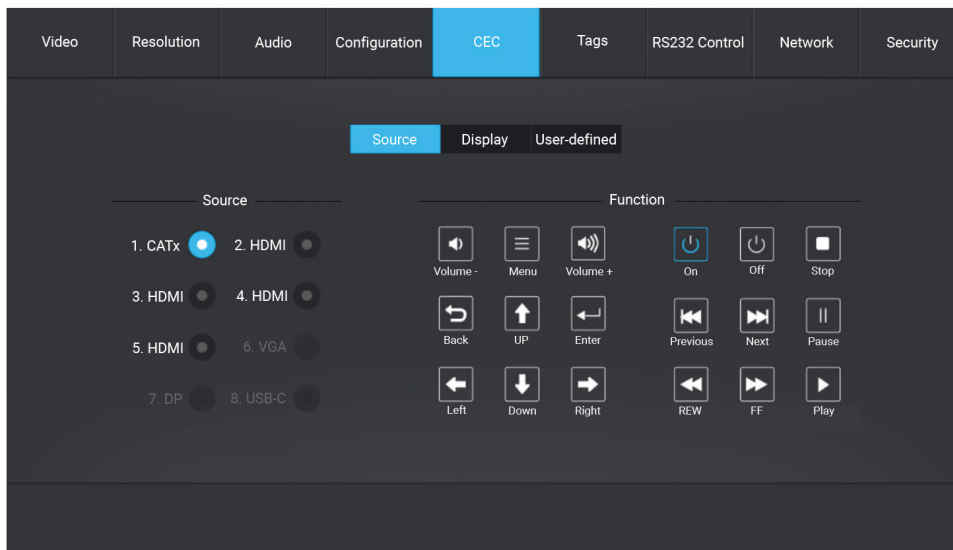 Video Resolution Audio Configuration CEC Tags RS232 Control Network Security
Source Display User-defined
Source
1. CATx 2. HDMI
3. HDMI 4. HDMI
5. HDMI 6. VGA
7. DP 8. USB-C
Function
Volume - Menu Volume + On Off Stop
Back UP Enter Previous Next Pause
Left Down Right REW FF Play